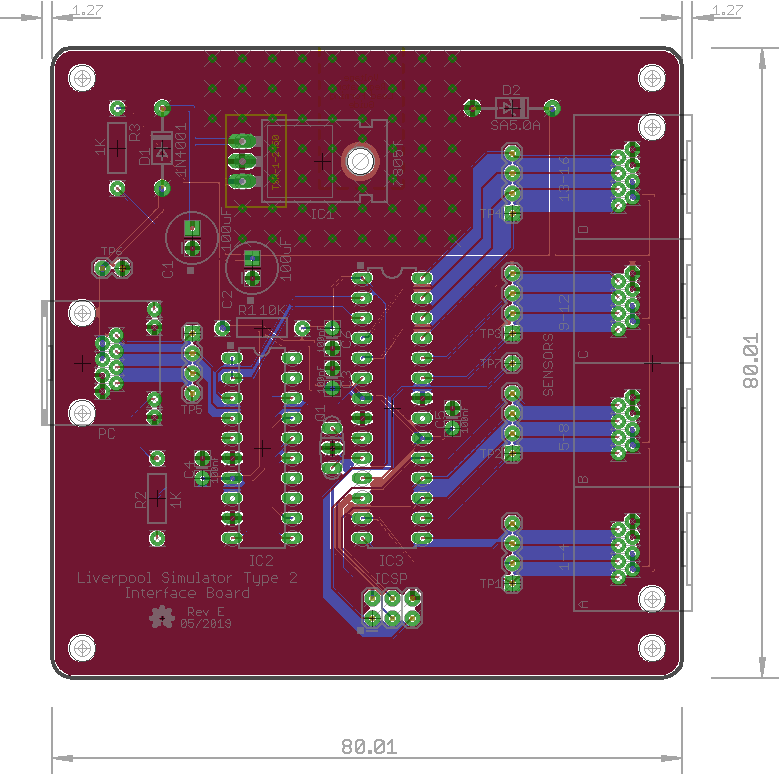 1.27
1.27
D2
SA5.0A
R3
1K
D1
1N4001
IC1
C1
100uF
C2
100uF
TP6
TP4
13-16
D
R1
10K
TP3
9-12
C
TP7
SENSORS
80.01
PC
TP5
Q1
C4
100nF
C5
100nF
TP2
5-8
B
R2
1K
IC2
IC3
ICSP
TP1
1-4
A
Liverpool Simulator Type 2
Interface Board
Rev E
05/2019
80.01